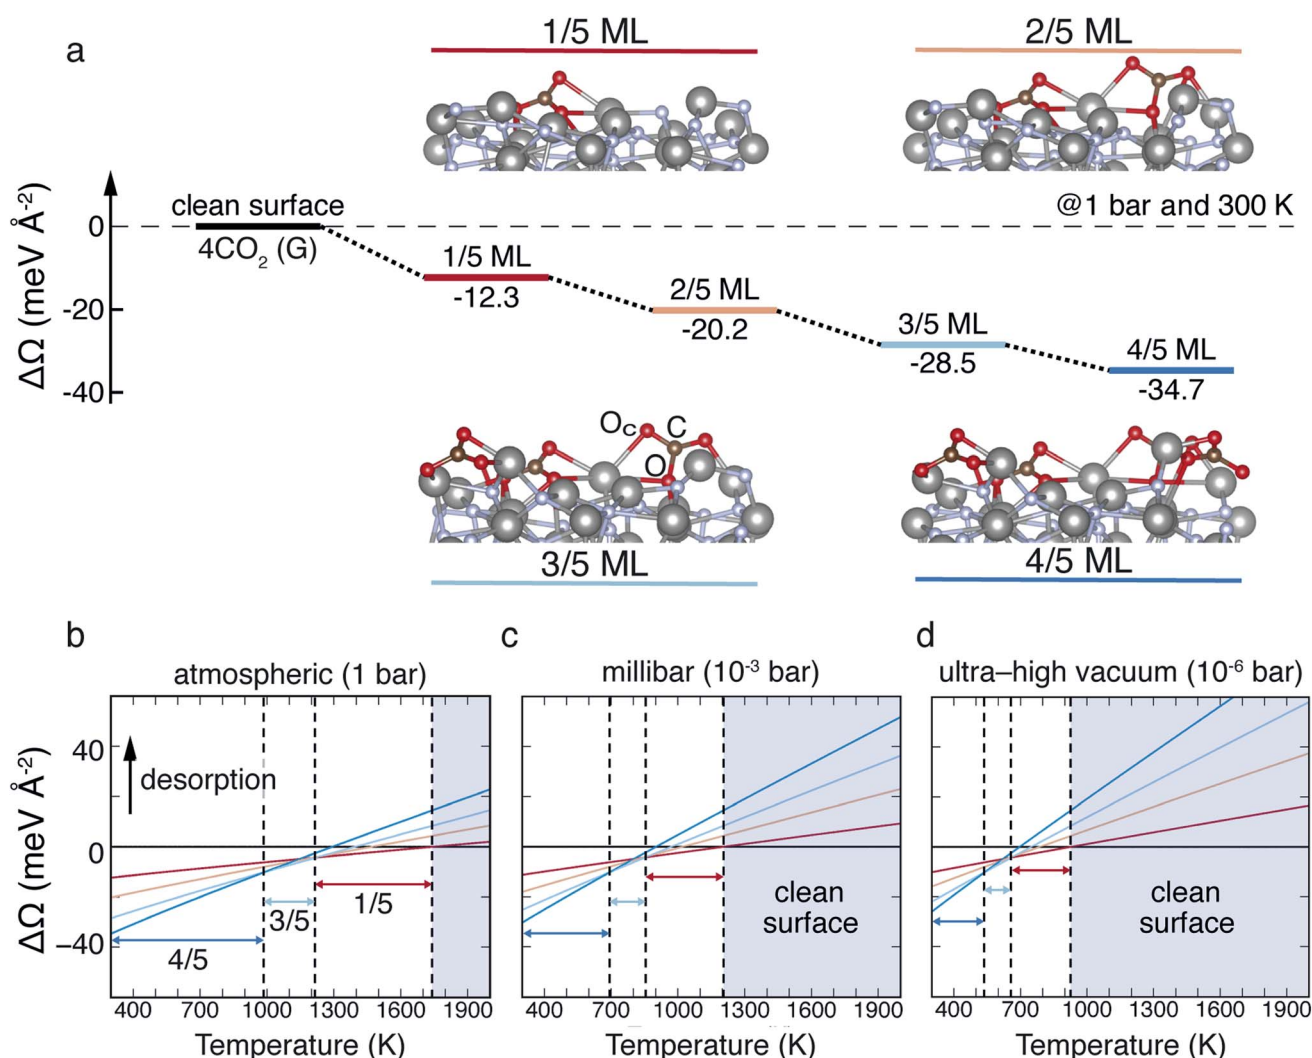 a
1/5 ML
2/5 ML
ΔΩ (meV Å-2)
0
-20
-40
clean surface
4CO2 (G)
@1 bar and 300 K
1/5 ML
-12.3
2/5 ML
-20.2
3/5 ML
-28.5
4/5 ML
-34.7
Oc
C
O
3/5 ML
4/5 ML
b
c
d
atmospheric (1 bar)
millibar (10-3 bar)
ultra–high vacuum (10-6 bar)
ΔΩ (meV Å-2)
40
0
−40
desorption
4/5
3/5
1/5
clean
surface
clean
surface
400 700 1000 1300 1600 1900
400 700 1000 1300 1600 1900
400 700 1000 1300 1600 1900
Temperature (K)
Temperature (K)
Temperature (K)